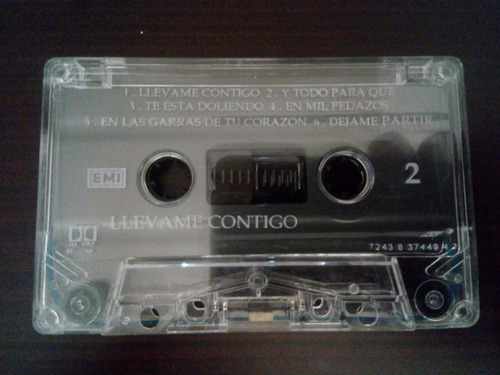 1 . LLEVAME CONTIGO 2 . Y TODO PARA QUE
3 . TE ESTA DOLIENDO 4 . EN MIL PEDAZOS
5 . EN LAS GARRAS DE TU CORAZON 6 . DEJAME PARTIR
EMI
2
LLEVAME CONTIGO
7243 8 37449